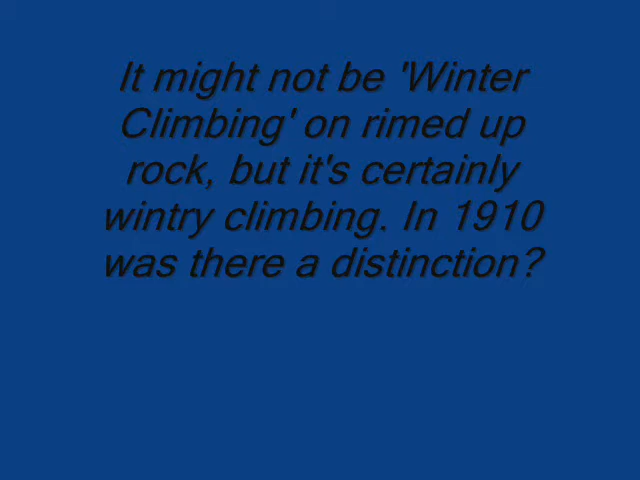 It might not be 'Winter
Climbing' on rimed up
rock, but it's certainly
wintry climbing. In 1910
was there a distinction?